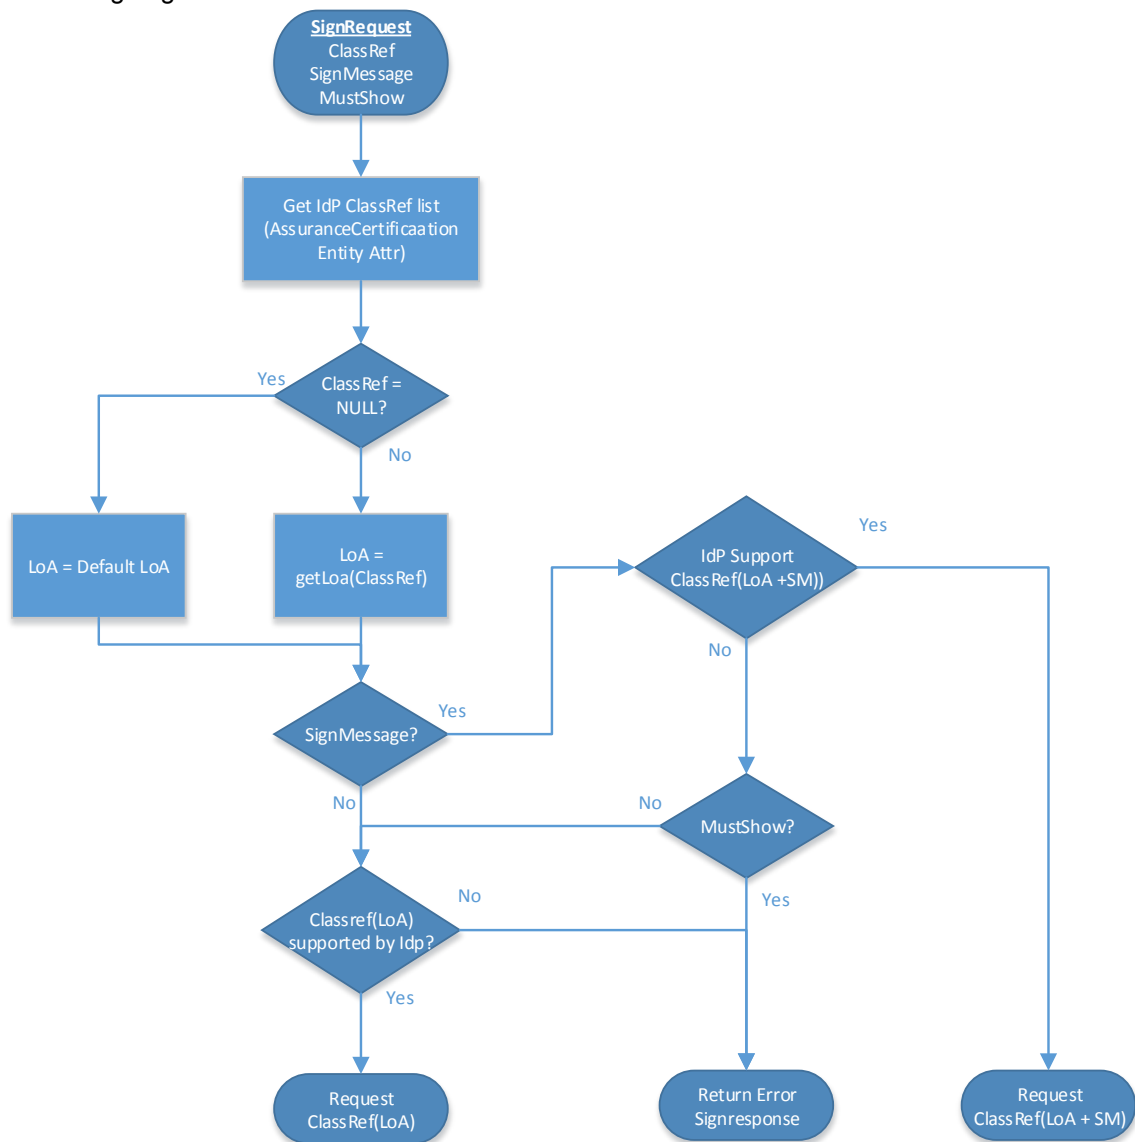 SignRequest
ClassRef
SignMessage
MustShow
Get IdP ClassRef list
(AssuranceCertificaation
Entity Attr)
Yes
ClassRef =
NULL?
No
LoA = Default LoA
LoA =
getLoa(ClassRef)
IdP Support
ClassRef(LoA +SM))
Yes
No
SignMessage?
Yes
No
No
MustShow?
Yes
Classref(LoA)
supported by Idp?
No
Yes
Request
ClassRef(LoA)
Return Error
Signresponse
Request
ClassRef(LoA + SM)